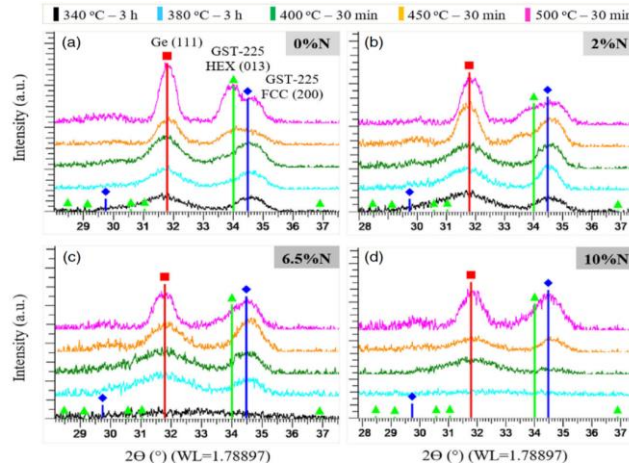 340 °C – 3 h 380 °C – 3 h 400 °C – 30 min 450 °C – 30 min 500 °C – 30 min
(a) Ge (111) GST-225 HEX (013) GST-225 FCC (200) 0%N
(b) 2%N
Intensity (a.u.)
29 30 31 32 33 34 35 36 37
29 30 31 32 33 34 35 36 37
(c) 6.5%N
(d) 10%N
Intensity (a.u.)
29 30 31 32 33 34 35 36 37
28 29 30 31 32 33 34 35 36 37
2Θ (°) (WL=1.78897) 2Θ (°) (WL=1.78897)